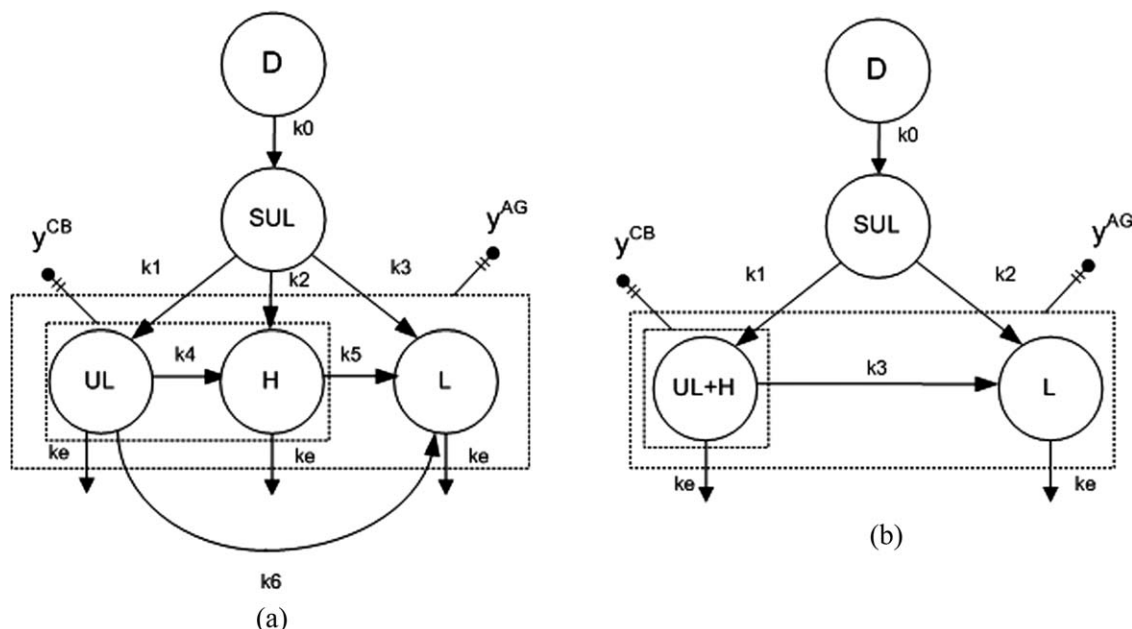 D
k0
SUL
y^CB
y^AG
k1
k2
k3
UL
k4
H
k5
L
ke
ke
ke
k6
(a)
D
k0
SUL
y^CB
y^AG
k1
k2
UL+H
k3
L
ke
ke
(b)